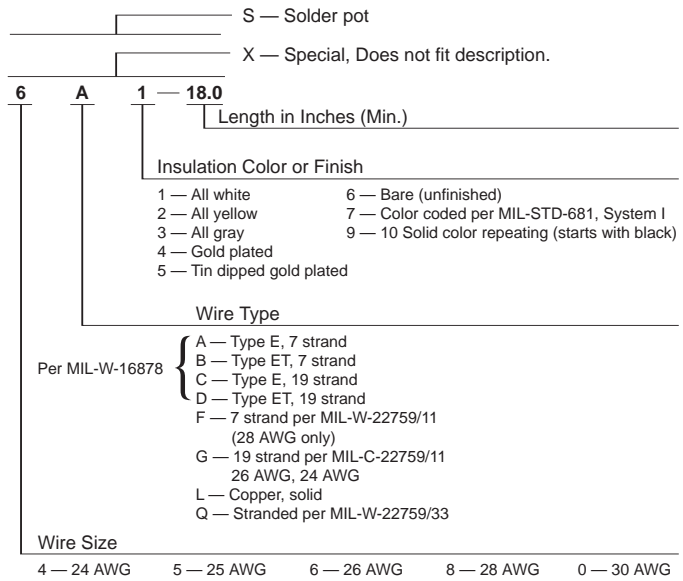 S — Solder pot
X — Special, Does not fit description.
6 A 1 — 18.0
Length in Inches (Min.)
Insulation Color or Finish
1 — All white 6 — Bare (unfinished)
2 — All yellow 7 — Color coded per MIL-STD-681, System I
3 — All gray 9 — 10 Solid color repeating (starts with black)
4 — Gold plated
5 — Tin dipped gold plated
Wire Type
A — Type E, 7 strand
Per MIL-W-16878 B — Type ET, 7 strand
C — Type E, 19 strand
D — Type ET, 19 strand
F — 7 strand per MIL-W-22759/11
(28 AWG only)
G — 19 strand per MIL-C-22759/11
26 AWG, 24 AWG
L — Copper, solid
Q — Stranded per MIL-W-22759/33
Wire Size
4 — 24 AWG 5 — 25 AWG 6 — 26 AWG 8 — 28 AWG 0 — 30 AWG